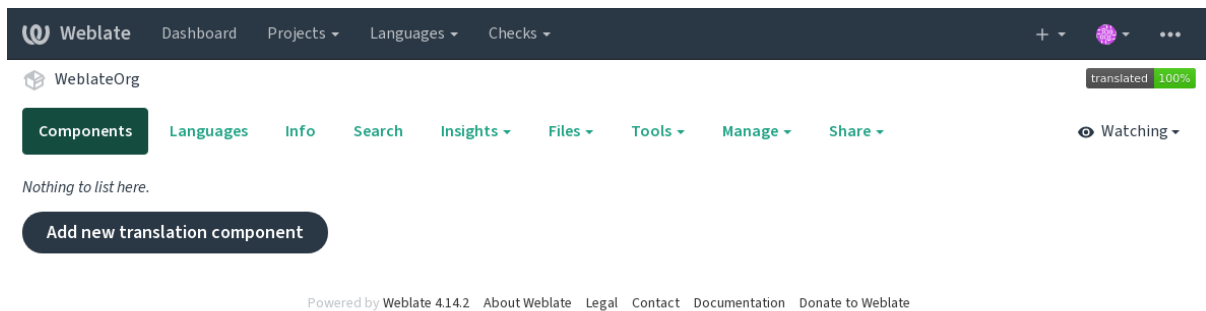 Weblate Dashboard Projects Languages Checks
WeblateOrg translated 100%
Components Languages Info Search Insights Files Tools Manage Share Watching
Nothing to list here.
Add new translation component
Powered by Weblate 4.14.2 About Weblate Legal Contact Documentation Donate to Weblate